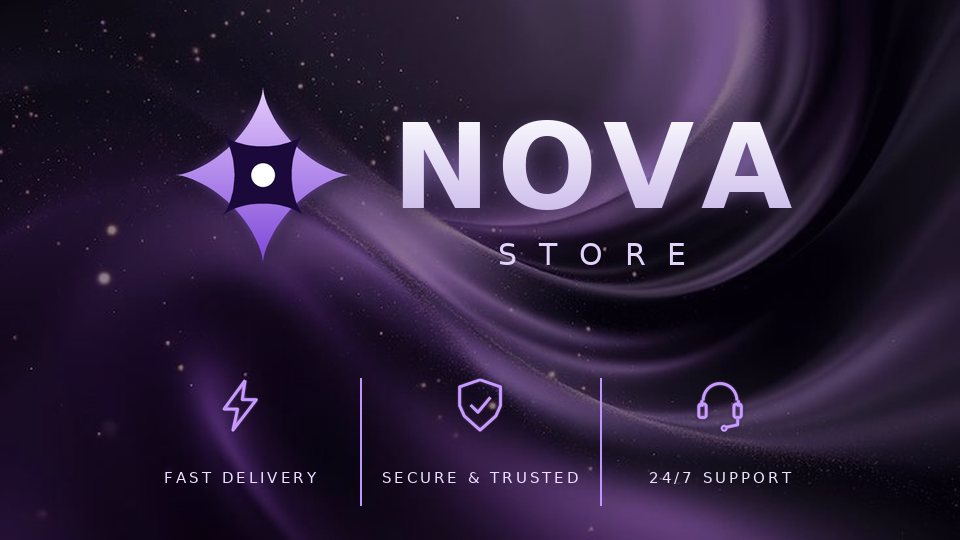 NOVA
STORE
FAST DELIVERY
SECURE & TRUSTED
24/7 SUPPORT